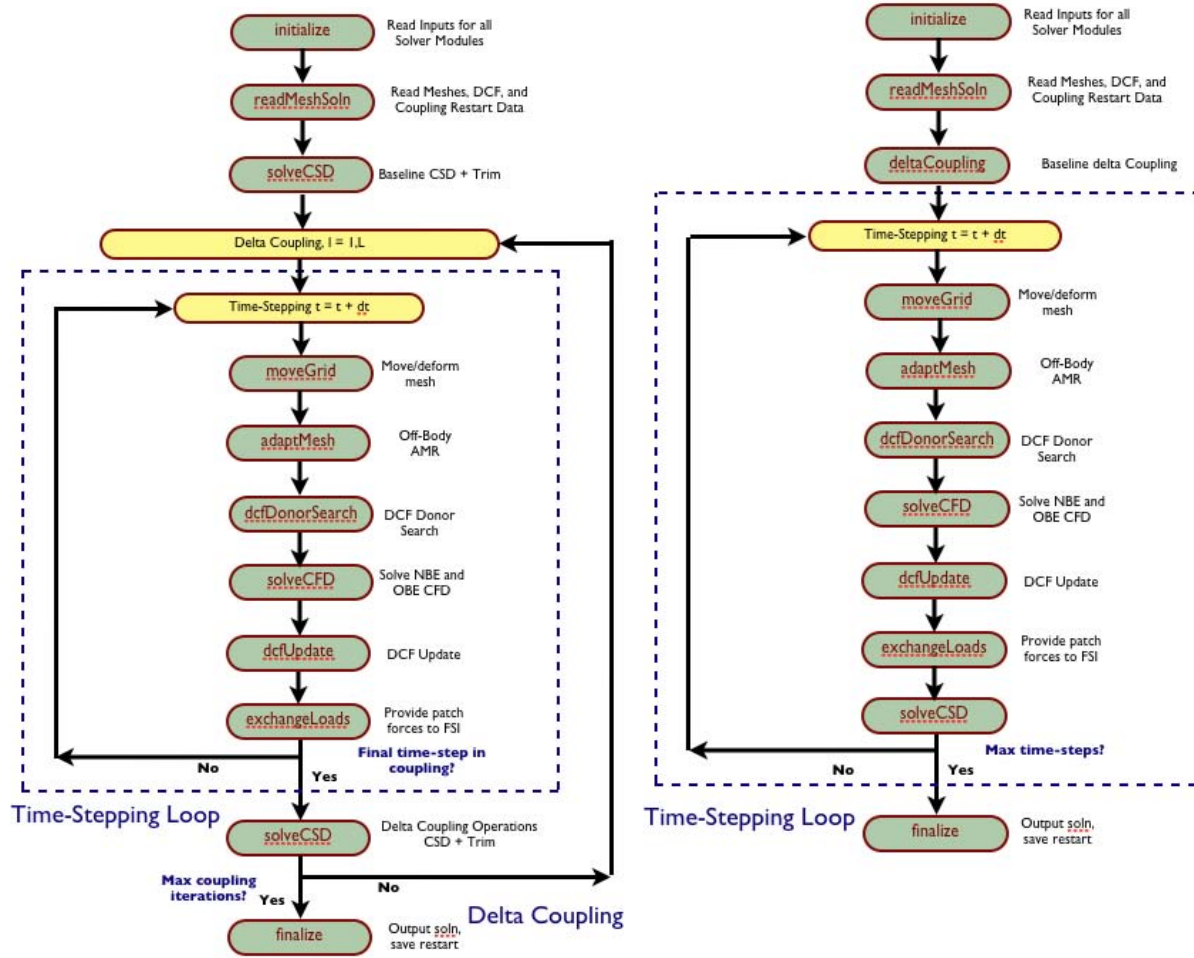 initialize
Read Inputs for all
Solver Modules
readMeshSoln
Read Meshes, DCF, and
Coupling Restart Data
solveCSD
Baseline CSD + Trim
Delta Coupling, l = 1,L
Time-Stepping t = t + dt
moveGrid
Move/deform
mesh
adaptMesh
Off-Body
AMR
dcfDonorSearch
DCF Donor
Search
solveCFD
Solve NBE and
OBE CFD
dcfUpdate
DCF Update
exchangeLoads
Provide patch
forces to FSI
Final time-step in
coupling?
No
Yes
Time-Stepping Loop
solveCSD
Delta Coupling Operations
CSD + Trim
Max coupling
iterations?
Yes
No
Delta Coupling
finalize
Output soln,
save restart
initialize
Read Inputs for all
Solver Modules
readMeshSoln
Read Meshes, DCF, and
Coupling Restart Data
deltaCoupling
Baseline delta Coupling
Time-Stepping t = t + dt
moveGrid
Move/deform
mesh
adaptMesh
Off-Body
AMR
dcfDonorSearch
DCF Donor
Search
solveCFD
Solve NBE and
OBE CFD
dcfUpdate
DCF Update
exchangeLoads
Provide patch
forces to FSI
solveCSD
Max time-steps?
No
Yes
Time-Stepping Loop
finalize
Output soln,
save restart